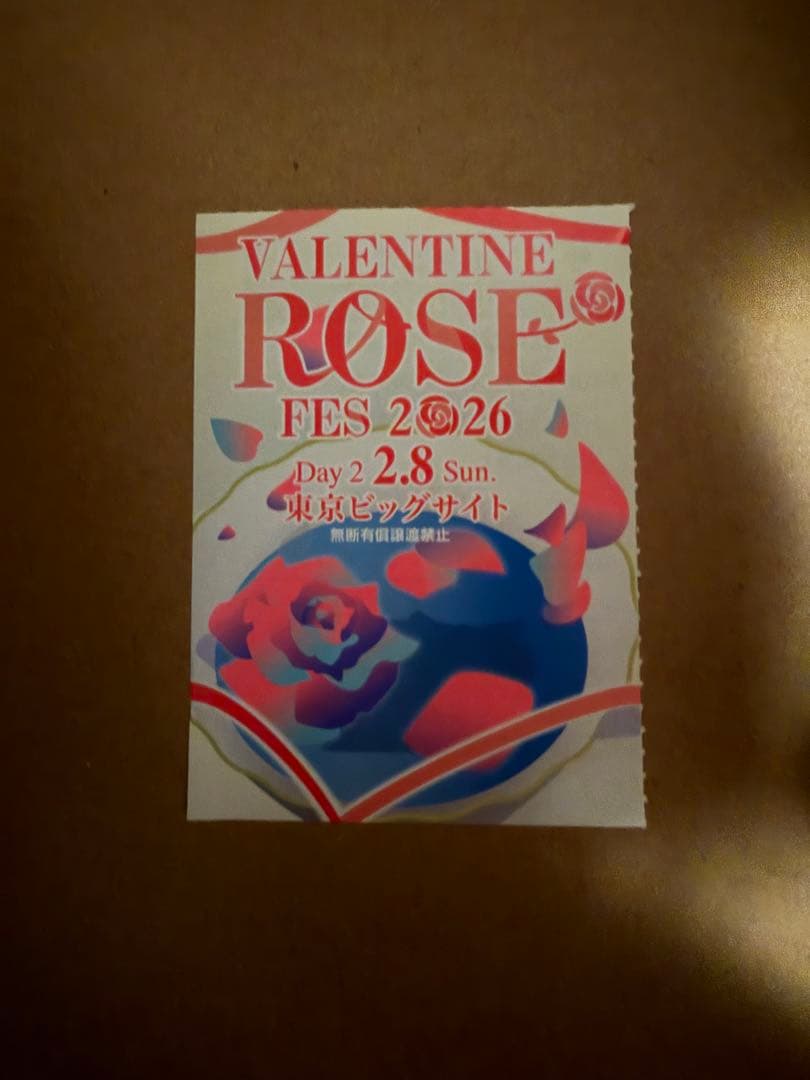 VALENTINE
ROSE
FES 2026
Day 2 2.8 Sun.
東京ビッグサイト
無断有償譲渡禁止